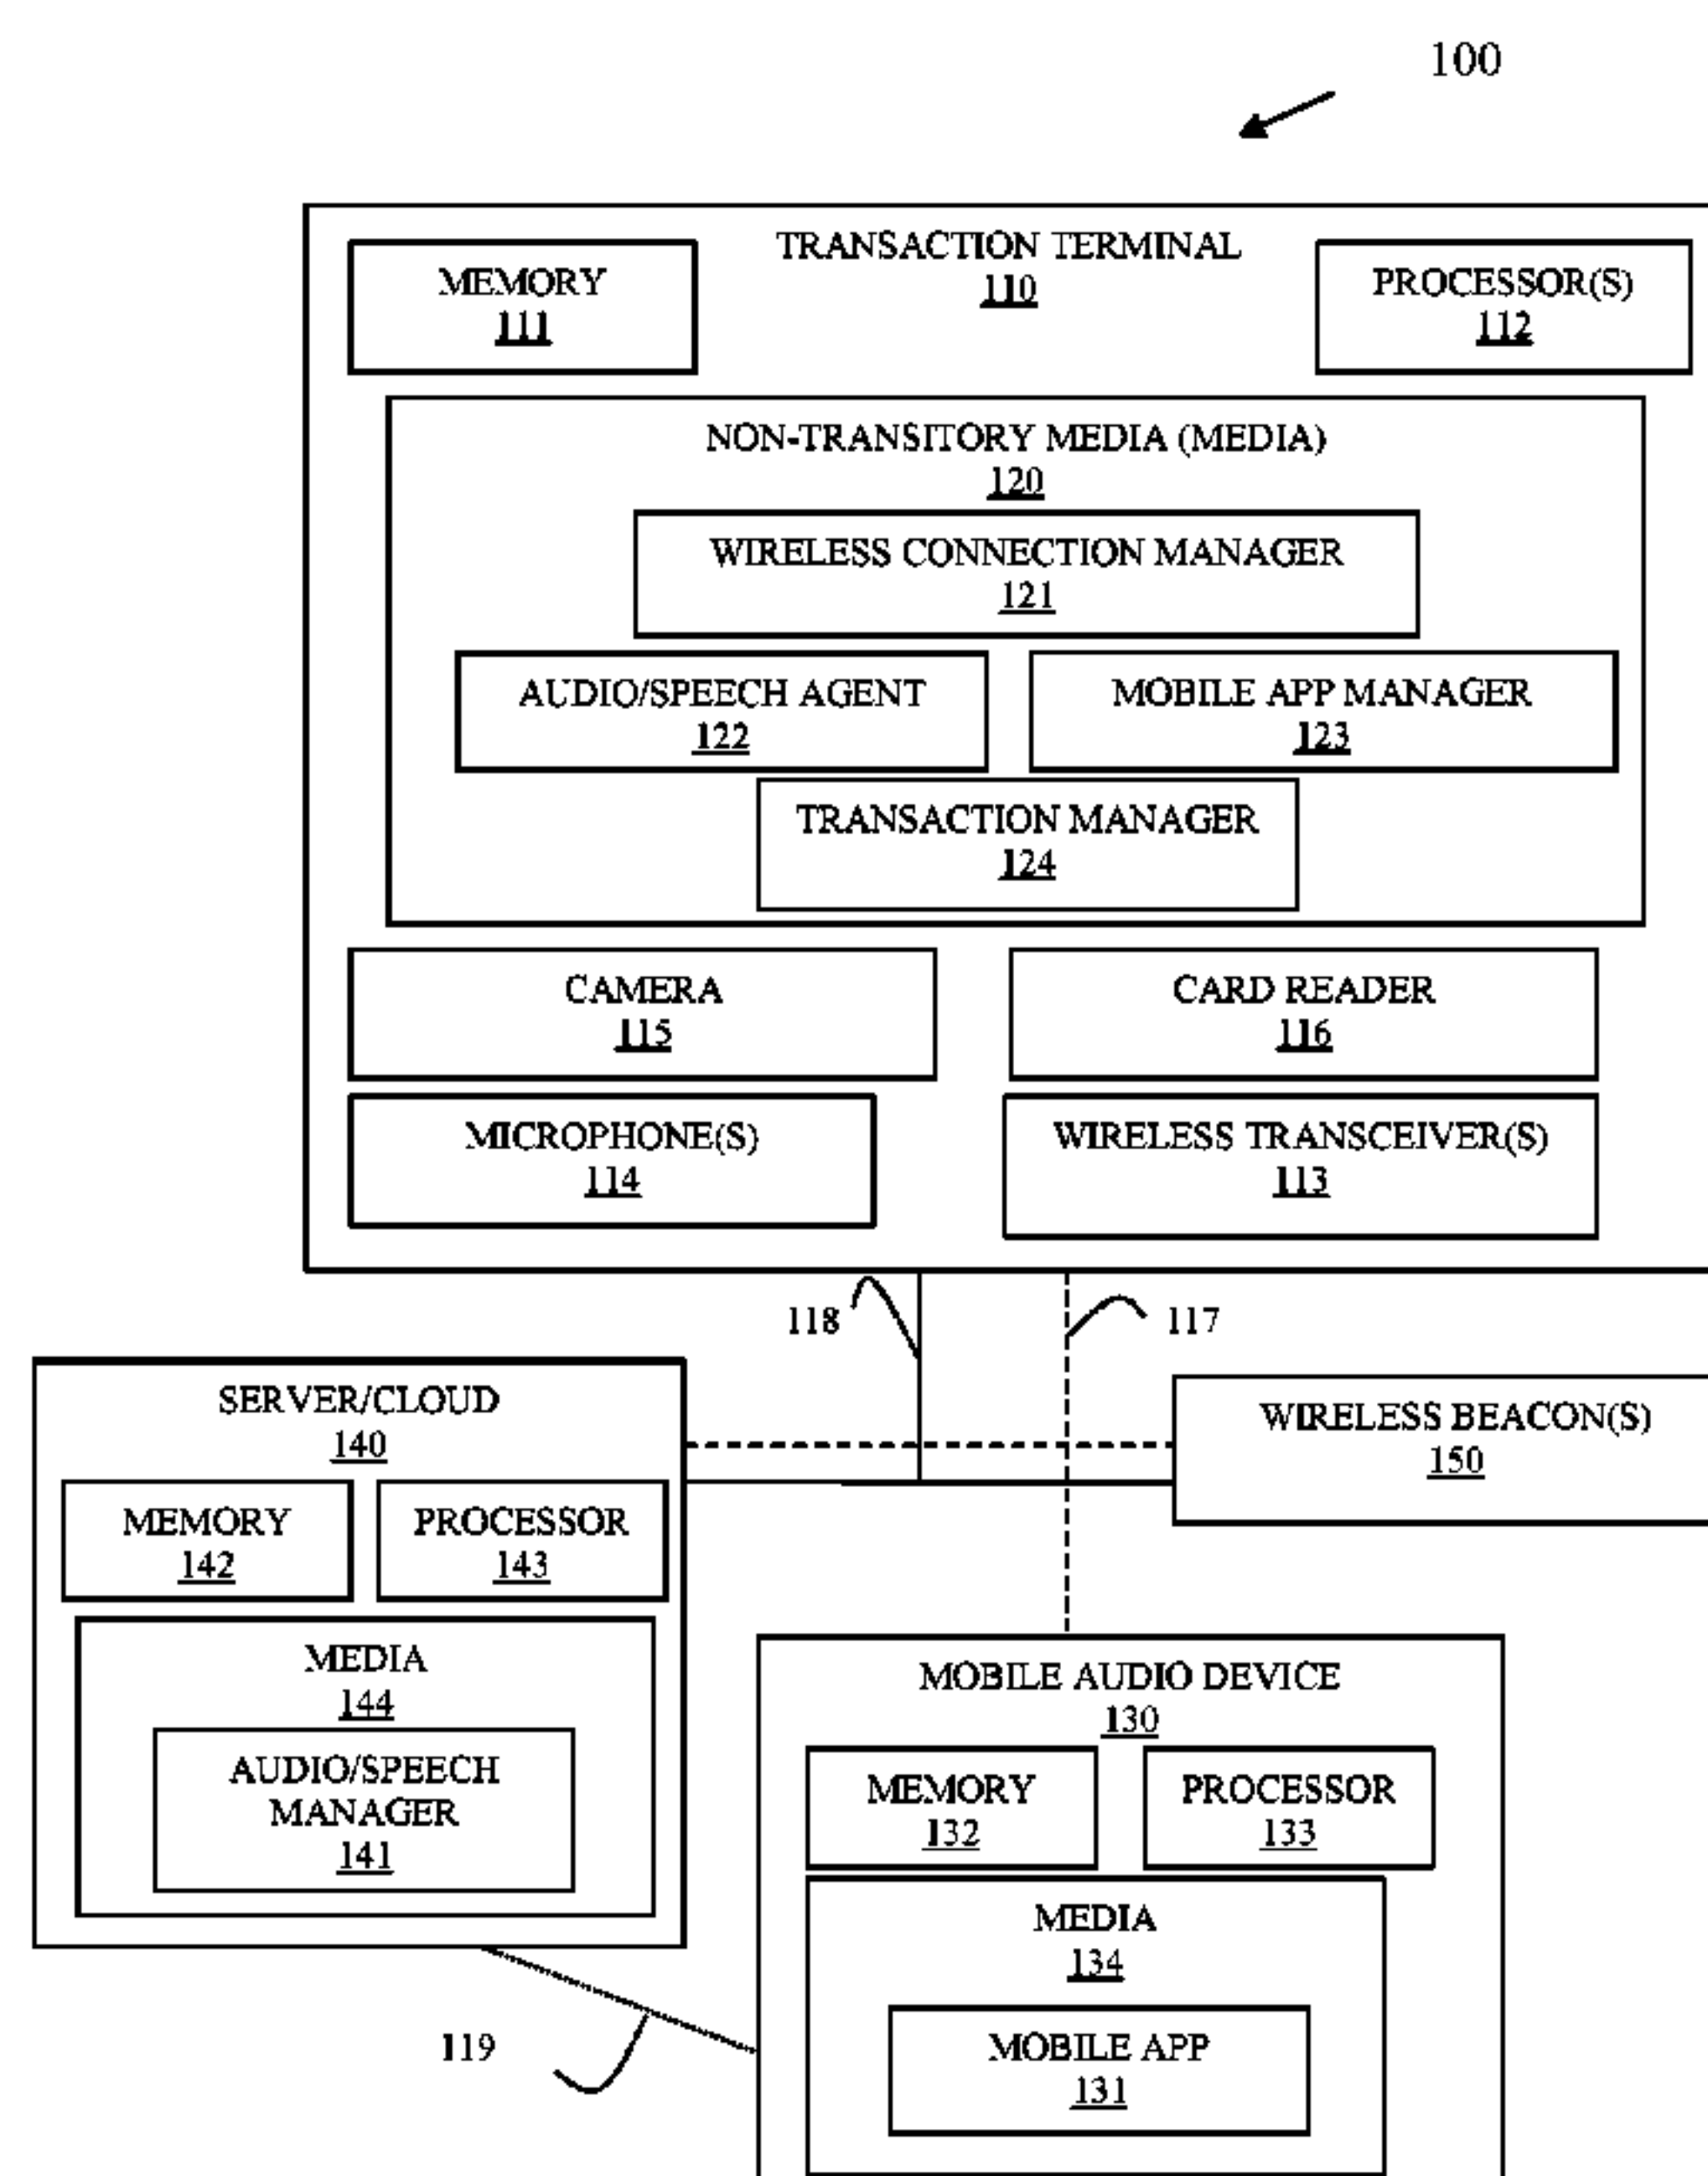 100
TRANSACTION TERMINAL
110
MEMORY
111
PROCESSOR(S)
112
NON-TRANSITORY MEDIA (MEDIA)
120
WIRELESS CONNECTION MANAGER
121
AUDIO/SPEECH AGENT
122
MOBILE APP MANAGER
123
TRANSACTION MANAGER
124
CAMERA
115
CARD READER
116
MICROPHONE(S)
114
WIRELESS TRANSCEIVER(S)
113
118
117
SERVER/CLOUD
140
WIRELESS BEACON(S)
150
MEMORY
142
PROCESSOR
143
MEDIA
144
AUDIO/SPEECH
MANAGER
141
MOBILE AUDIO DEVICE
130
MEMORY
132
PROCESSOR
133
MEDIA
134
MOBILE APP
131
119